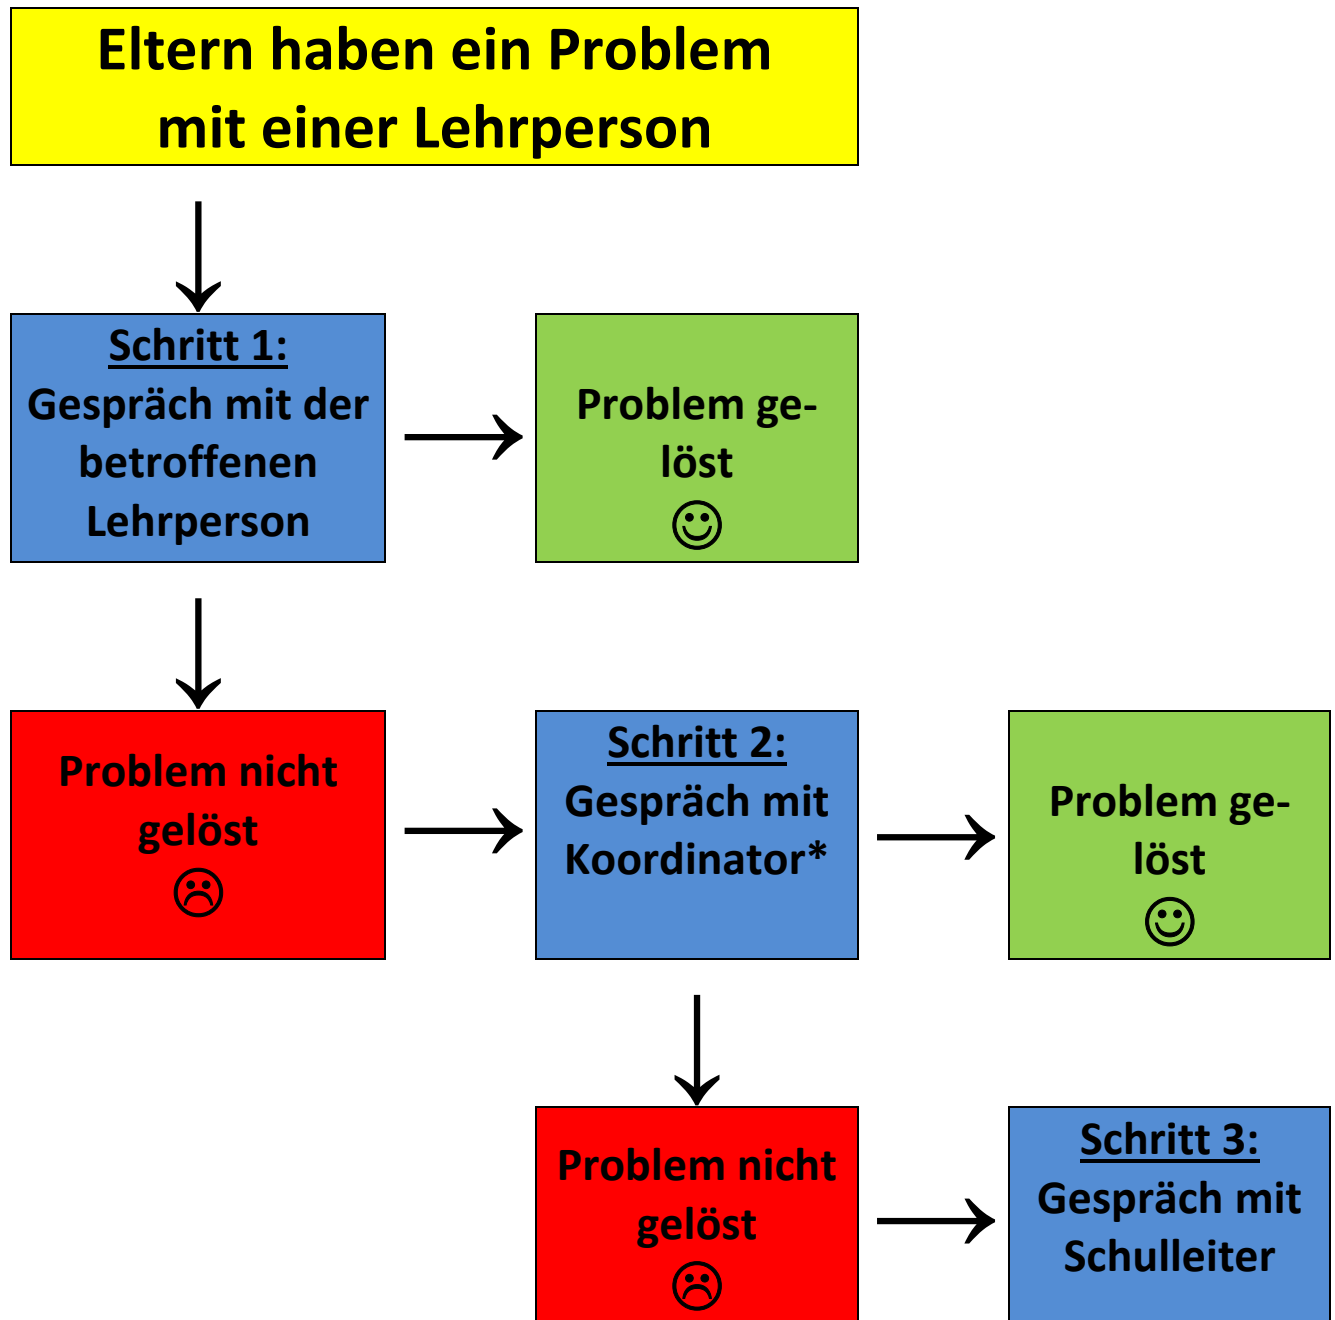 Eltern haben ein Problem
mit einer Lehrperson
Schritt 1:
Gespräch mit der
betroffenen
Lehrperson
Problem ge-
löst
Problem nicht
gelöst
Schritt 2:
Gespräch mit
Koordinator*
Problem ge-
löst
Problem nicht
gelöst
Schritt 3:
Gespräch mit
Schulleiter